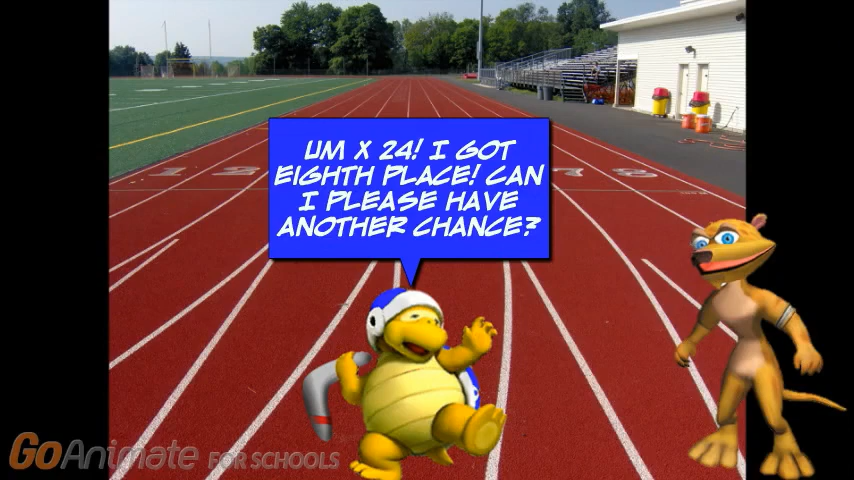 UM X 24! I GOT
EIGHTH PLACE! CAN
I PLEASE HAVE
ANOTHER CHANCE?
GoAnimate FOR SCHOOLS